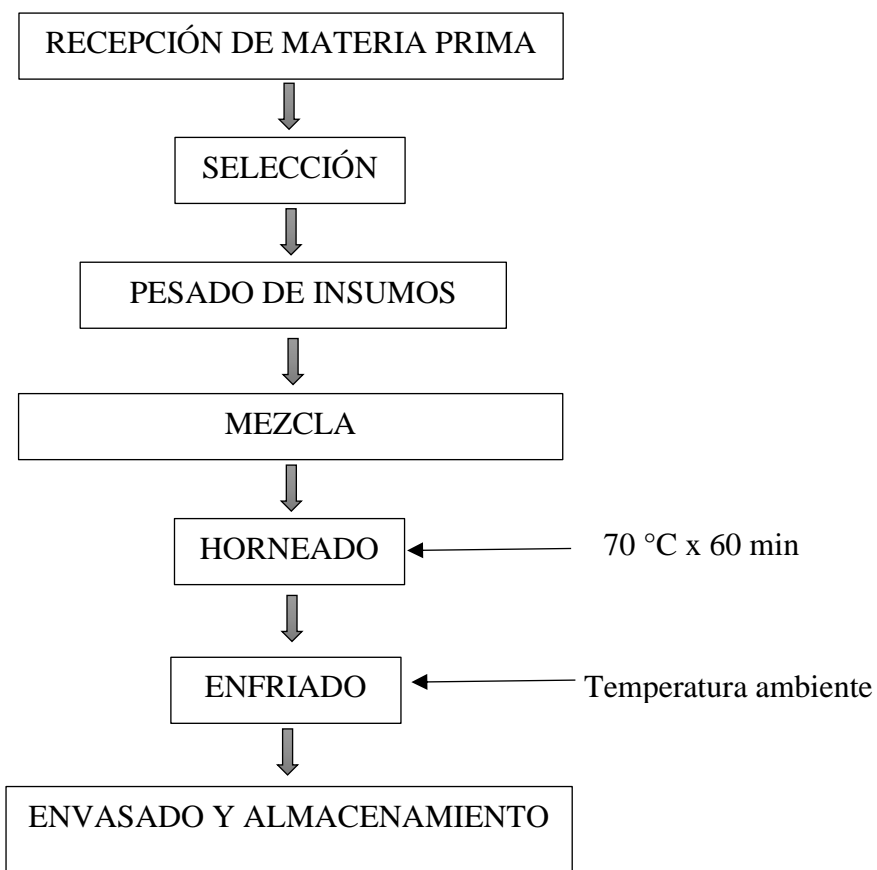 RECEPCIÓN DE MATERIA PRIMA
SELECCIÓN
PESADO DE INSUMOS
MEZCLA
HORNEADO
70 °C x 60 min
ENFRIADO
Temperatura ambiente
ENVASADO Y ALMACENAMIENTO